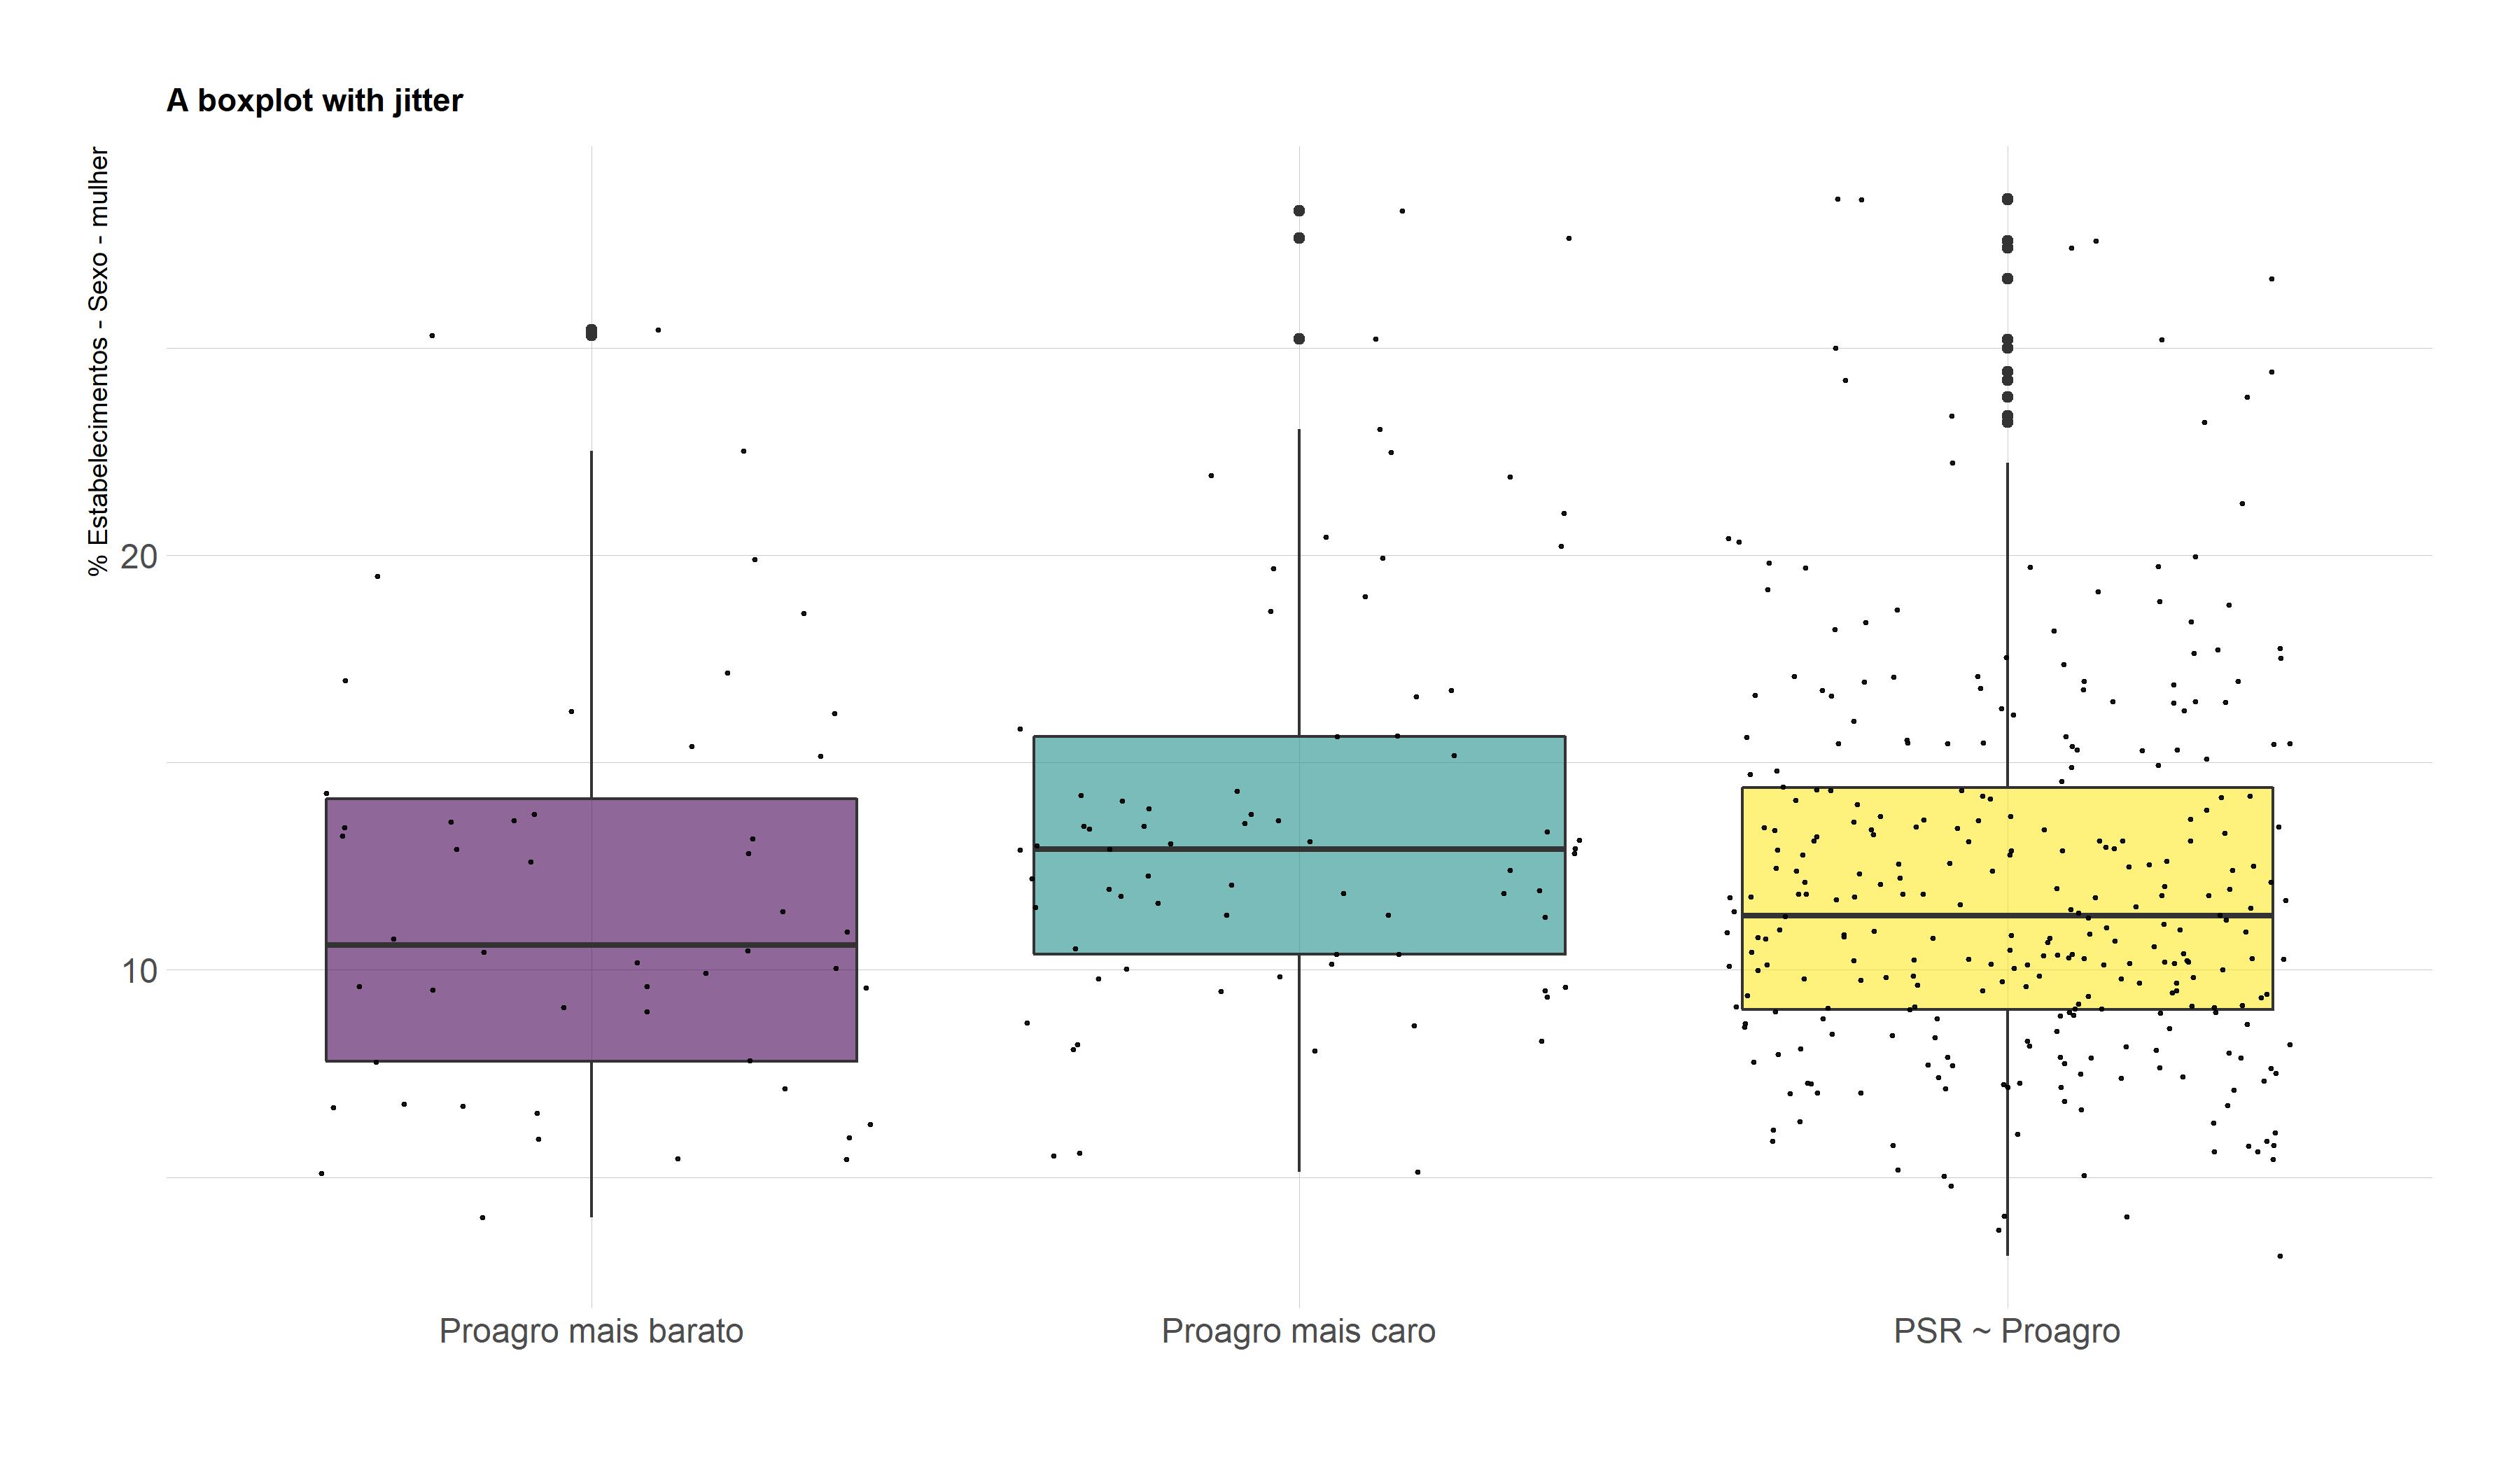 A boxplot with jitter
% Estabelecimentos - Sexo - mulher
20
10
Proagro mais barato
Proagro mais caro
PSR ~ Proagro